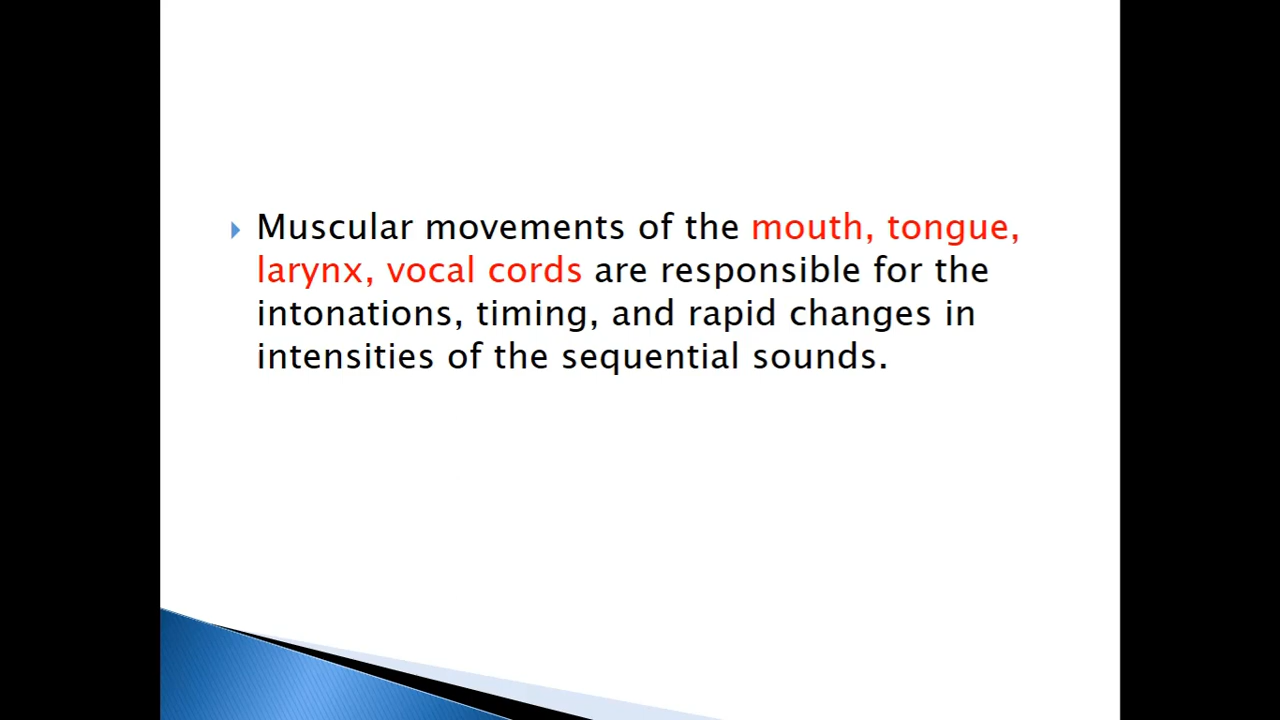 Muscular movements of the mouth, tongue,
larynx, vocal cords are responsible for the
intonations, timing, and rapid changes in
intensities of the sequential sounds.